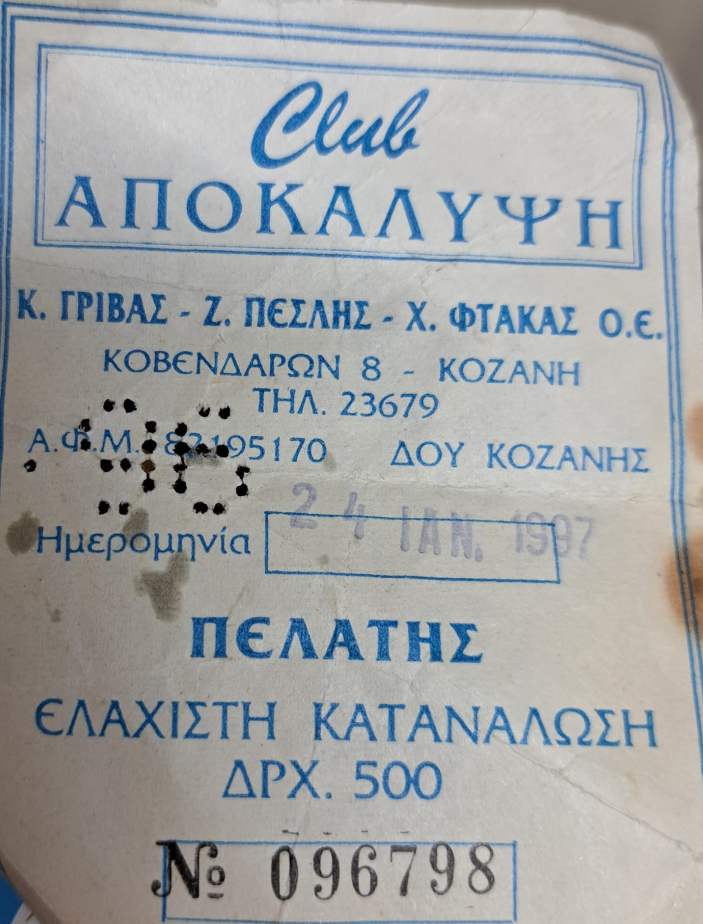 Club
ΑΠΟΚΑΛΥΨΗ
Κ. ΓΡΙΒΑΣ - Ζ. ΠΕΣΛΗΣ - Χ. ΦΤΑΚΑΣ Ο.Ε.
ΚΟΒΕΝΔΑΡΩΝ 8 - ΚΟΖΑΝΗ
ΤΗΛ. 23679
96
Α.Φ.Μ. 82195170 ΔΟΥ ΚΟΖΑΝΗΣ
24 ΙΑΝ. 1997
Ημερομηνία
ΠΕΛΑΤΗΣ
ΕΛΑΧΙΣΤΗ ΚΑΤΑΝΑΛΩΣΗ
ΔΡΧ. 500
№ 096798